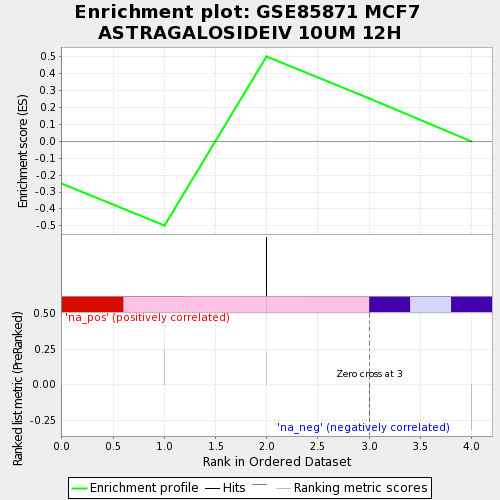 Enrichment plot: GSE85871 MCF7
ASTRAGALOSIDEIV 10UM 12H
Enrichment score (ES)
0.5
0.4
0.3
0.2
0.1
0.0
-0.1
-0.2
-0.3
-0.4
-0.5
Ranked list metric (PreRanked)
0.50
0.25
0.00
-0.25
'na_pos' (positively correlated)
Zero cross at 3
'na_neg' (negatively correlated)
0.0 0.5 1.0 1.5 2.0 2.5 3.0 3.5 4.0
Rank in Ordered Dataset
Enrichment profile Hits Ranking metric scores